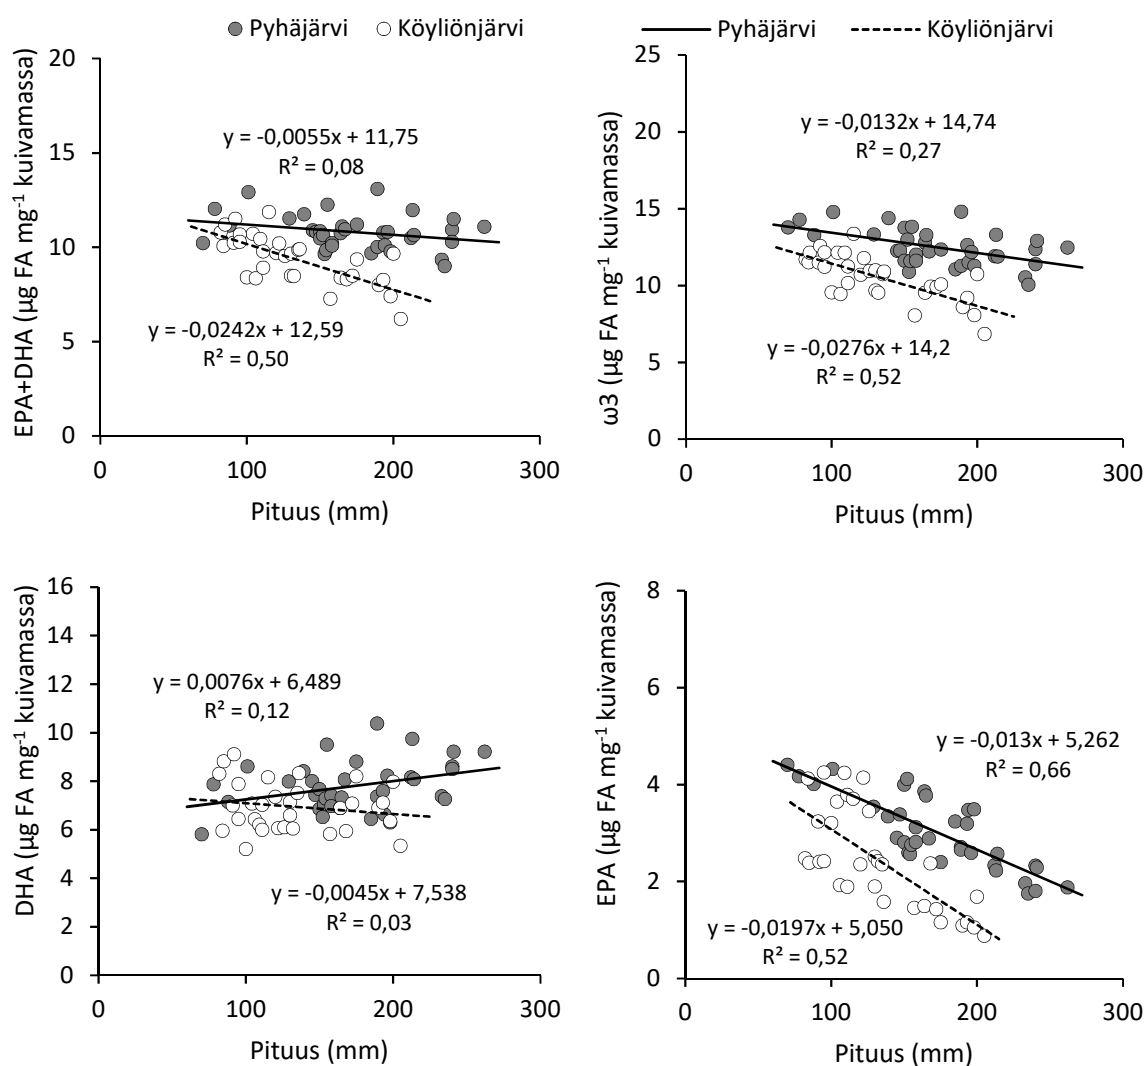 Pyhäjärvi Köyliönjärvi Pyhäjärvi Köyliönjärvi
EPA+DHA (µg FA mg⁻¹ kuivamassa)
20
15
10
5
0
y = -0,0055x + 11,75
R² = 0,08
y = -0,0242x + 12,59
R² = 0,50
0 100 200 300
Pituus (mm)
ω3 (µg FA mg⁻¹ kuivamassa)
25
20
15
10
5
0
y = -0,0132x + 14,74
R² = 0,27
y = -0,0276x + 14,2
R² = 0,52
0 100 200 300
Pituus (mm)
DHA (µg FA mg⁻¹ kuivamassa)
16
14
12
10
8
6
4
2
0
y = 0,0076x + 6,489
R² = 0,12
y = -0,0045x + 7,538
R² = 0,03
0 100 200 300
Pituus (mm)
EPA (µg FA mg⁻¹ kuivamassa)
8
6
4
2
0
y = -0,013x + 5,262
R² = 0,66
y = -0,0197x + 5,050
R² = 0,52
0 100 200 300
Pituus (mm)